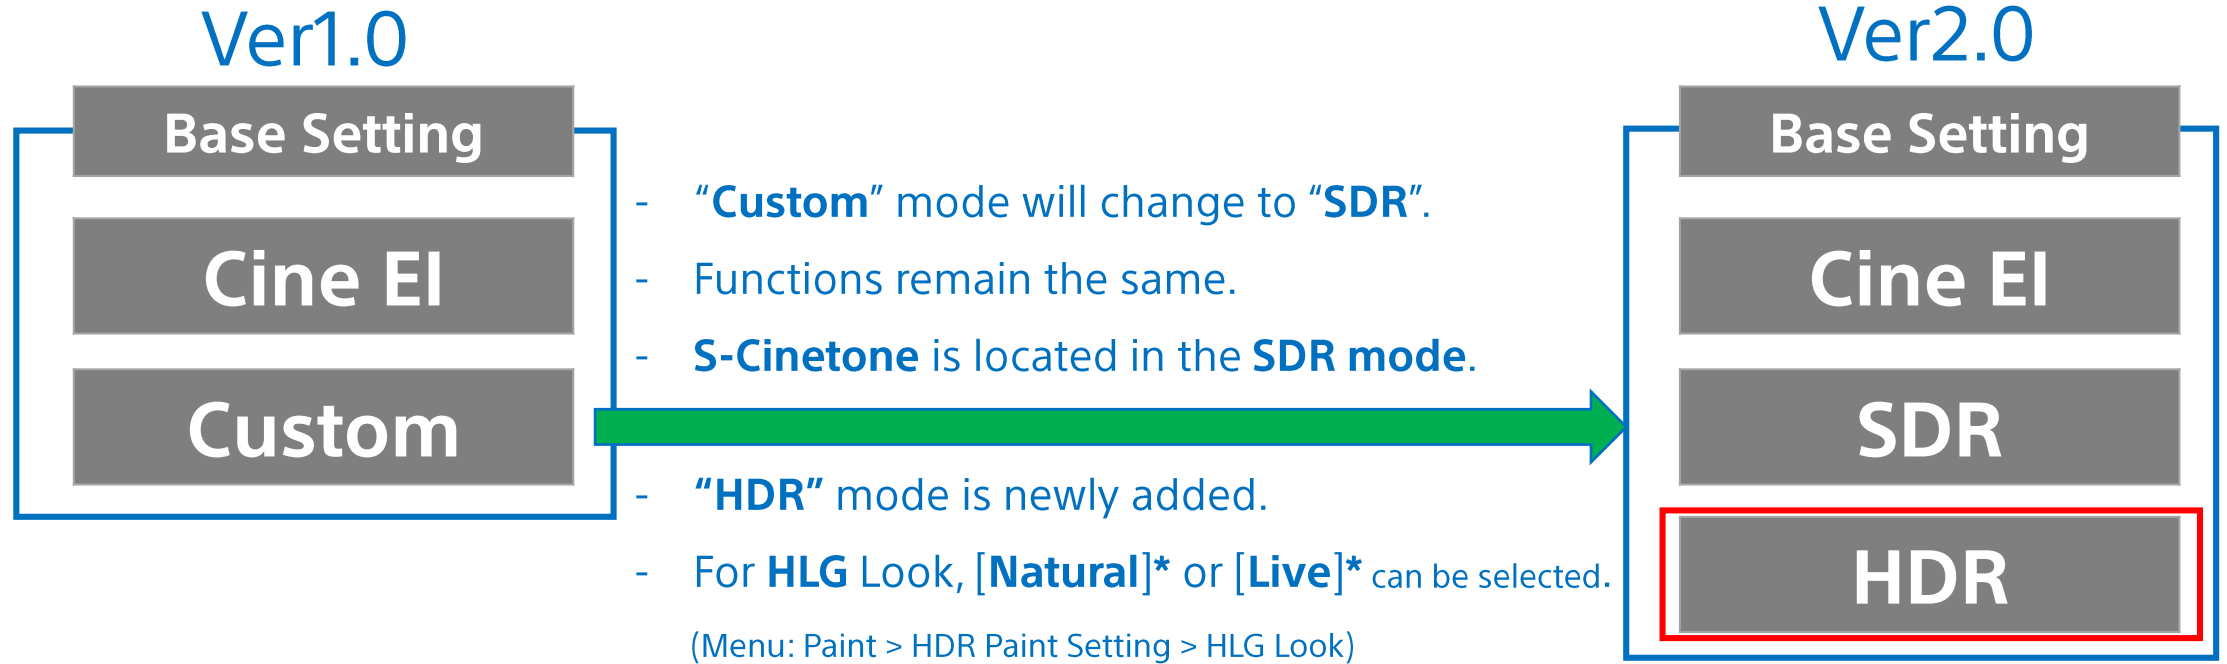 Ver1.0
Base Setting
Cine EI
Custom
- “Custom” mode will change to “SDR”.
- Functions remain the same.
- S-Cinetone is located in the SDR mode.
- “HDR” mode is newly added.
- For HLG Look, [Natural]* or [Live]* can be selected.
(Menu: Paint > HDR Paint Setting > HLG Look)
Ver2.0
Base Setting
Cine EI
SDR
HDR